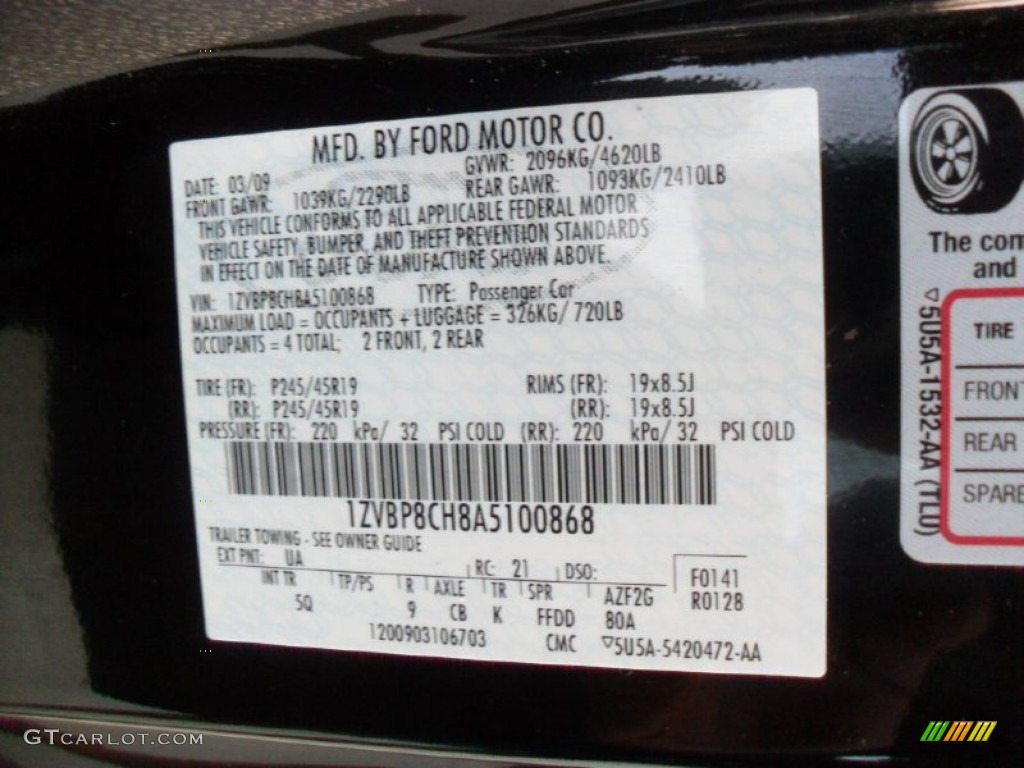 MFD. BY FORD MOTOR CO.
DATE: 03/09 GVWR: 2096KG/4620LB
FRONT GAWR: 1039KG/2290LB REAR GAWR: 1093KG/2410LB
THIS VEHICLE CONFORMS TO ALL APPLICABLE FEDERAL MOTOR
VEHICLE SAFETY, BUMPER, AND THEFT PREVENTION STANDARDS
IN EFFECT ON THE DATE OF MANUFACTURE SHOWN ABOVE.
VIN: 1ZVBP8CH8A5100868 TYPE: Passenger Car
MAXIMUM LOAD = OCCUPANTS + LUGGAGE = 326KG/ 720LB
OCCUPANTS = 4 TOTAL; 2 FRONT, 2 REAR
TIRE (FR): P245/45R19 RIMS (FR): 19x8.5J
(RR): P245/45R19 (RR): 19x8.5J
PRESSURE (FR): 220 kPa/ 32 PSI COLD (RR): 220 kPa/ 32 PSI COLD
1ZVBP8CH8A5100868
TRAILER TOWING - SEE OWNER GUIDE
EXT PNT: UA RC: 21 DSO: F0141
INT TR TP/PS R AXLE TR SPR AZF2G R0128
5Q 9 CB K FFDD 80A
1200903106703 CMC ▽5U5A-5420472-AA
The com
and
▽5U5A-1532-AA (TLU)
TIRE
FRONT
REAR
SPARE
GTCARLOT.COM